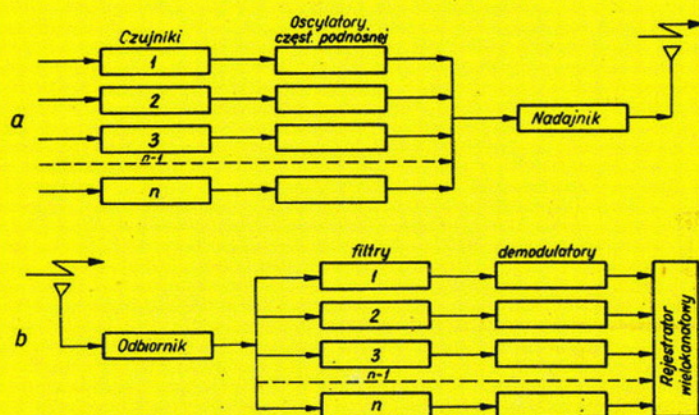 Czujniki
Oscylatory
częst. podnośnej
1
2
3
n-1
n
Nadajnik
a
filtry
demodulatory
1
2
3
n-1
n
Odbiornik
Rejestrator
wielokanałowy
b